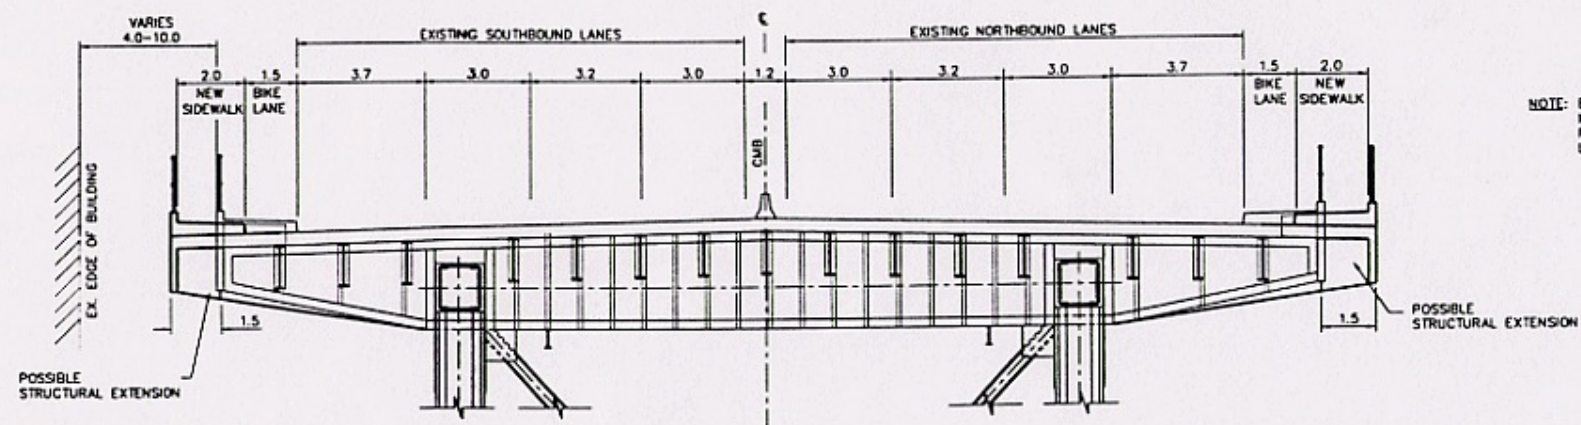 VARIES
4.0-10.0
℄
EXISTING SOUTHBOUND LANES
EXISTING NORTHBOUND LANES
2.0 1.5 3.7 3.0 3.2 3.0 1.2 3.0 3.2 3.0 3.7 1.5 2.0
NEW SIDEWALK
BIKE LANE
BIKE LANE
NEW SIDEWALK
NOTE:
CMB
EX. EDGE OF BUILDING
1.5
1.5
POSSIBLE
STRUCTURAL EXTENSION
POSSIBLE
STRUCTURAL EXTENSION